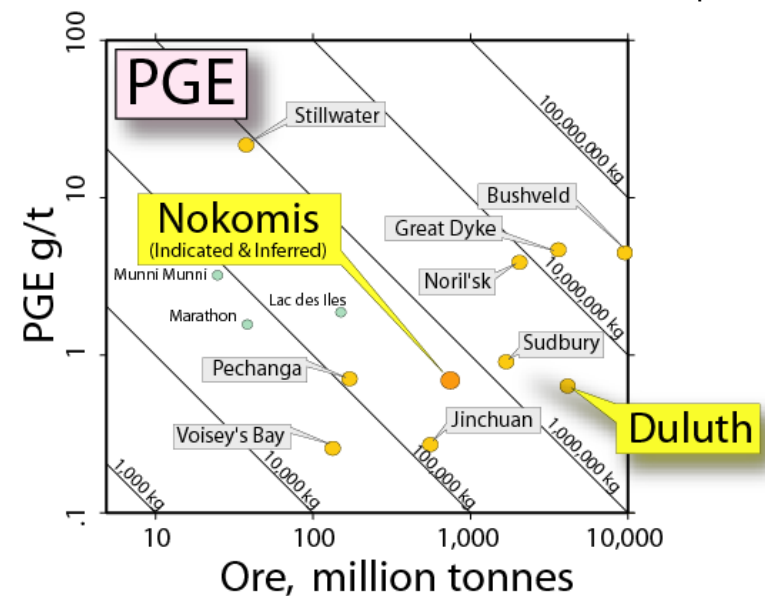 PGE
100
10
1
.1
PGE g/t
Stillwater
100,000,000 kg
Bushveld
Nokomis
(Indicated & Inferred)
Great Dyke
Munni Munni
Noril'sk
10,000,000 kg
Lac des Iles
Marathon
Sudbury
Pechanga
Duluth
Jinchuan
Voisey's Bay
1,000,000 kg
100,000 kg
10,000 kg
1,000 kg
10
100
1,000
10,000
Ore, million tonnes